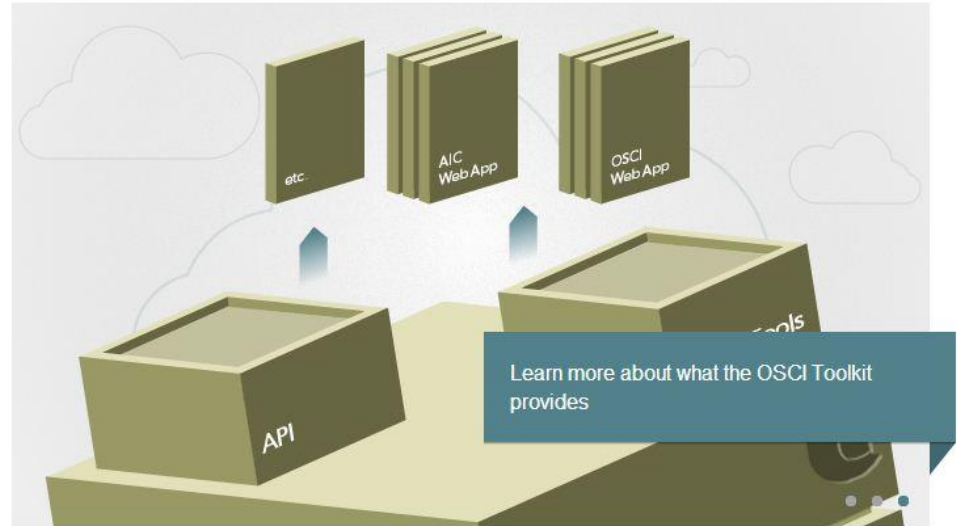 etc.
AIC
Web App
OSCI
Web App
API
Learn more about what the OSCI Toolkit
provides